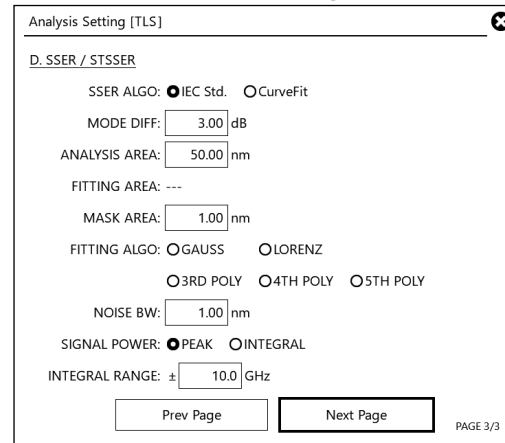 Analysis Setting [TLS]
D. SSER / STSSER
SSER ALGO: IEC Std. CurveFit
MODE DIFF: 3.00 dB
ANALYSIS AREA: 50.00 nm
FITTING AREA: ---
MASK AREA: 1.00 nm
FITTING ALGO: GAUSS LORENZ
3RD POLY 4TH POLY 5TH POLY
NOISE BW: 1.00 nm
SIGNAL POWER: PEAK INTEGRAL
INTEGRAL RANGE: ± 10.0 GHz
Prev Page Next Page PAGE 3/3